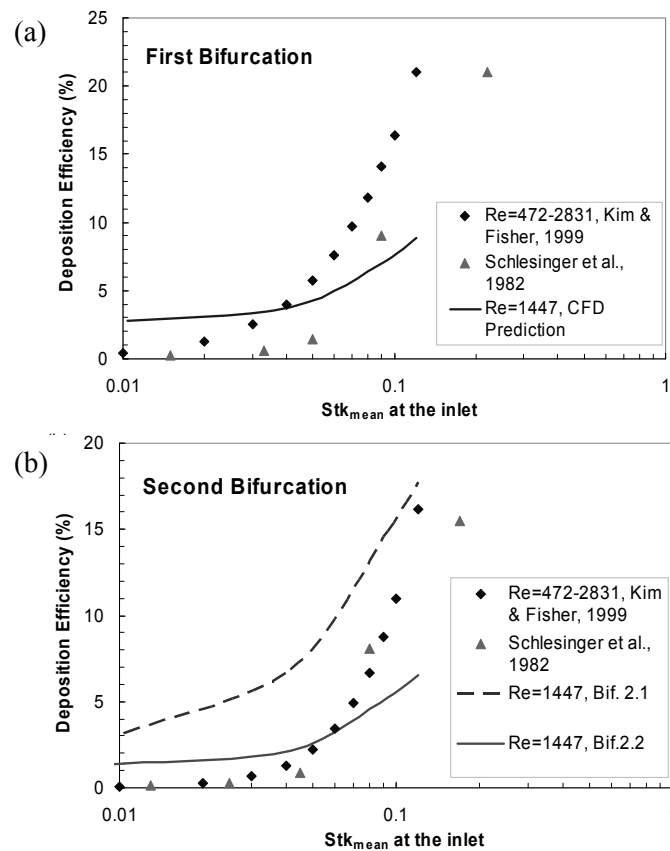 (a)
25
20
15
10
5
0
Deposition Efficiency (%)
First Bifurcation
Re=472-2831, Kim &
Fisher, 1999
Schlesinger et al.,
1982
Re=1447, CFD
Prediction
0.01
0.1
1
Stkmean at the inlet
(b)
20
15
10
5
0
Deposition Efficiency (%)
Second Bifurcation
Re=472-2831, Kim
& Fisher, 1999
Schlesinger et al.,
1982
Re=1447, Bif. 2.1
Re=1447, Bif.2.2
0.01
0.1
Stkmean at the inlet